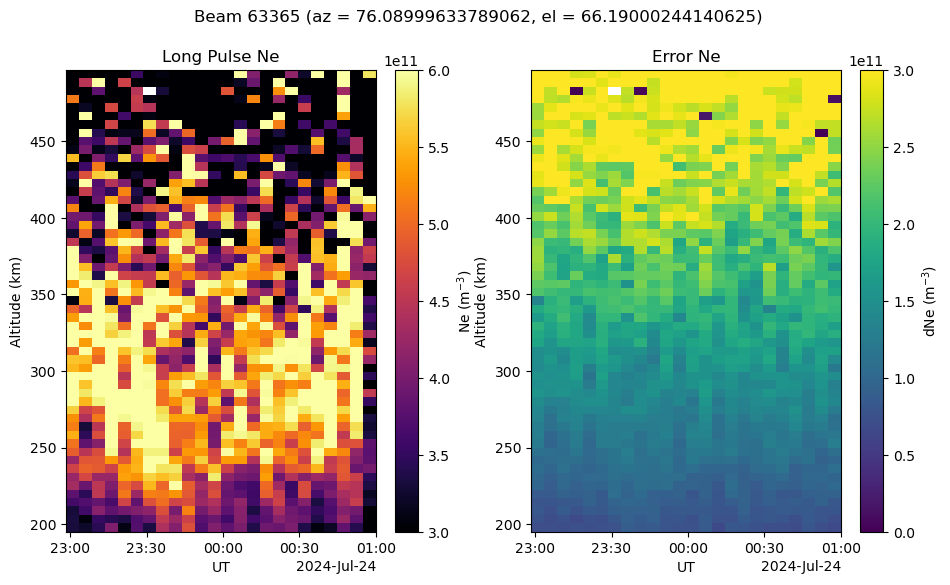 Beam 63365 (az = 76.08999633789062, el = 66.19000244140625)
Long Pulse Ne
1e11
Error Ne
1e11
Altitude (km)
450
400
350
300
250
200
23:00
23:30
00:00
00:30
01:00
UT
2024-Jul-24
6.0
5.5
5.0
4.5
4.0
3.5
3.0
Ne (m⁻³)
Altitude (km)
450
400
350
300
250
200
23:00
23:30
00:00
00:30
01:00
UT
2024-Jul-24
3.0
2.5
2.0
1.5
1.0
0.5
0.0
dNe (m⁻³)